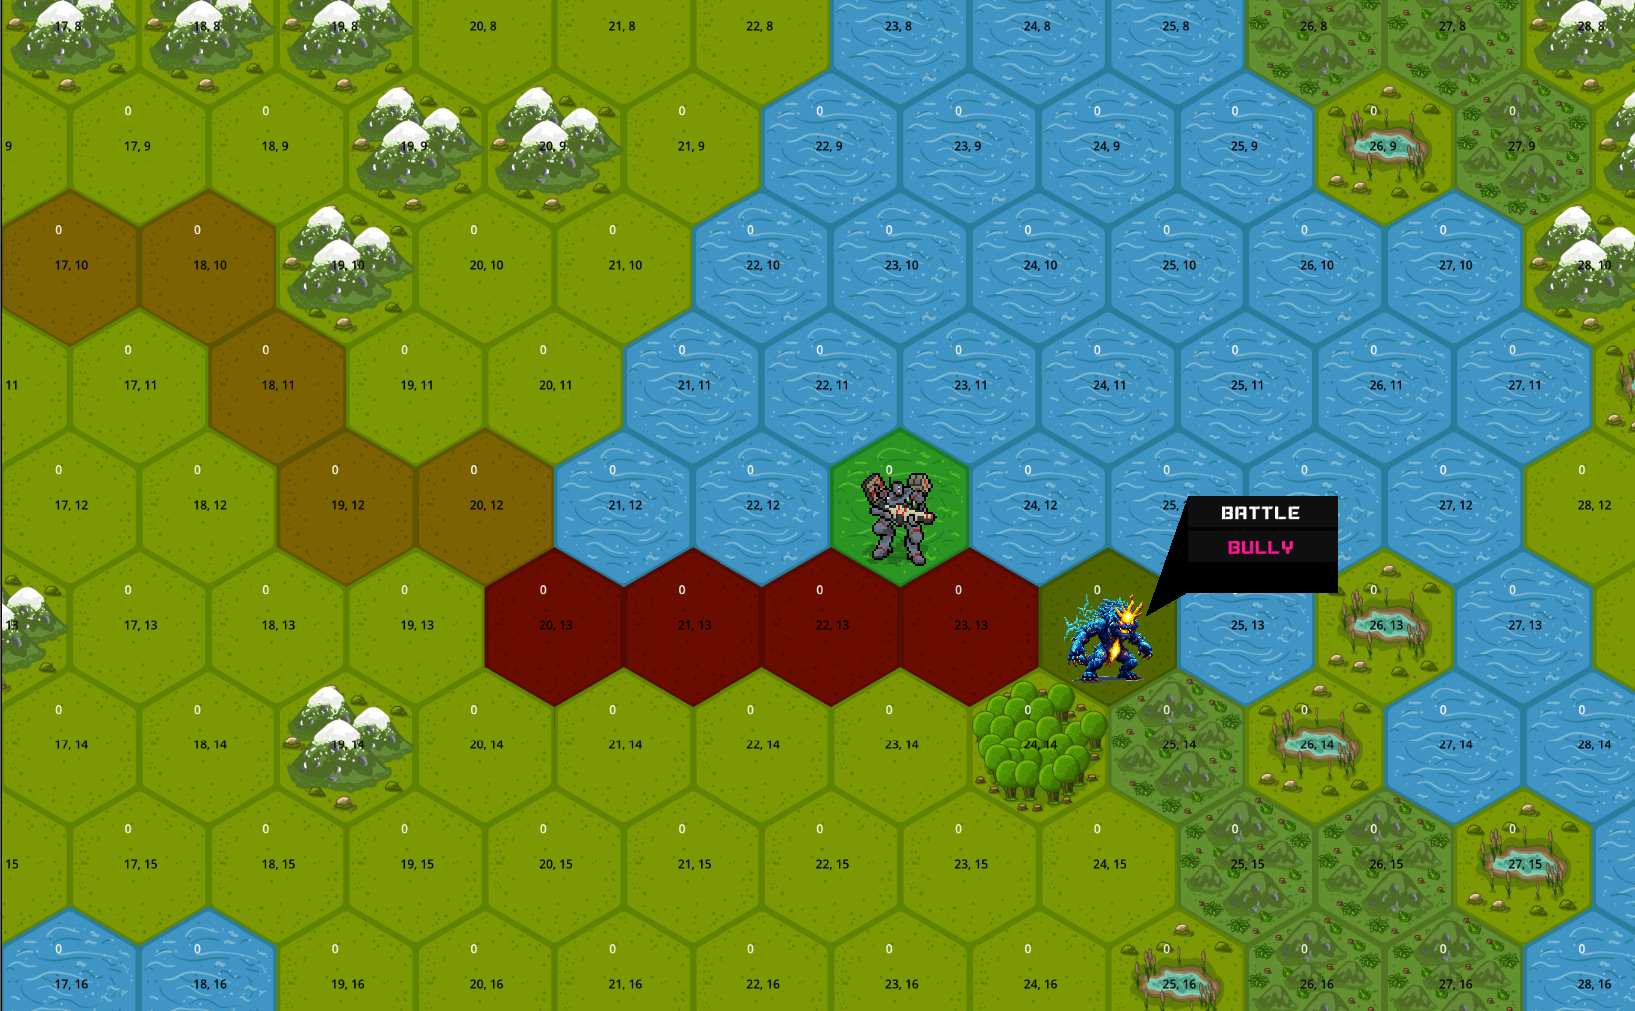 17, 8 18, 8 19, 8 20, 8 21, 8 22, 8 23, 8 24, 8 25, 8 26, 8 27, 8 28, 8
0 0 0 0 0 0 0 0 0
9 17, 9 18, 9 19, 9 20, 9 21, 9 22, 9 23, 9 24, 9 25, 9 26, 9 27, 9
0 0 0 0 0 0 0 0 0 0
17, 10 18, 10 19, 10 20, 10 21, 10 22, 10 23, 10 24, 10 25, 10 26, 10 27, 10 28, 10
0 0 0 0 0 0 0 0 0 0 0
11 17, 11 18, 11 19, 11 20, 11 21, 11 22, 11 23, 11 24, 11 25, 11 26, 11 27, 11
0 0 0 0 0 0 0 0 0 0 0 0
17, 12 18, 12 19, 12 20, 12 21, 12 22, 12 24, 12 25, 27, 12 28, 12
BATTLE
BULLY
0 0 0 0 0 0 0 0 0 0
13 17, 13 18, 13 19, 13 20, 13 21, 13 22, 13 23, 13 25, 13 26, 13 27, 13
0 0 0 0 0 0 0 0 0 0 0
17, 14 18, 14 19, 14 20, 14 21, 14 22, 14 23, 14 24, 14 25, 14 26, 14 27, 14 28, 14
0 0 0 0 0 0 0 0 0 0 0
15 17, 15 18, 15 19, 15 20, 15 21, 15 22, 15 23, 15 24, 15 25, 15 26, 15 27, 15
0 0 0 0 0 0 0 0 0 0 0 0
17, 16 18, 16 19, 16 20, 16 21, 16 22, 16 23, 16 24, 16 25, 16 26, 16 27, 16 28, 16